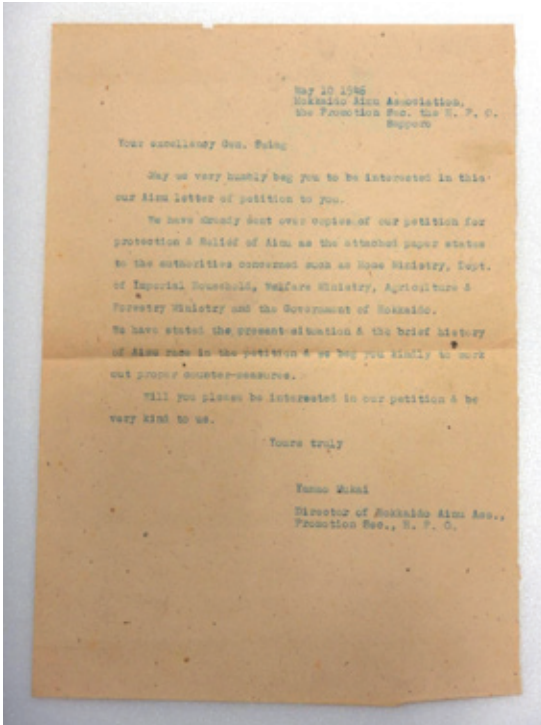 May 10 1946
Hokkaido Ainu Association,
the Promotion Sec. the H. P. O.
Sapporo
Your excellency Gen. Swing
May we very humbly beg you to be interested in this
our Ainu letter of petition to you.
We have already sent over copies of our petition for
protection & Relief of Ainu as the attached paper states
to the authorities concerned such as Home Ministry, Dept.
of Imperial Household, Welfare Ministry, Agriculture &
Forestry Ministry and the Government of Hokkaido.
We have stated the present situation & the brief history
of Ainu race in the petition & we beg you kindly to work
out proper counter-measures.
Will you please be interested in our petition & be
very kind to us.
Yours truly
Mukai
Director of Hokkaido Ainu Ass.,
Promotion Sec., H. P. O.